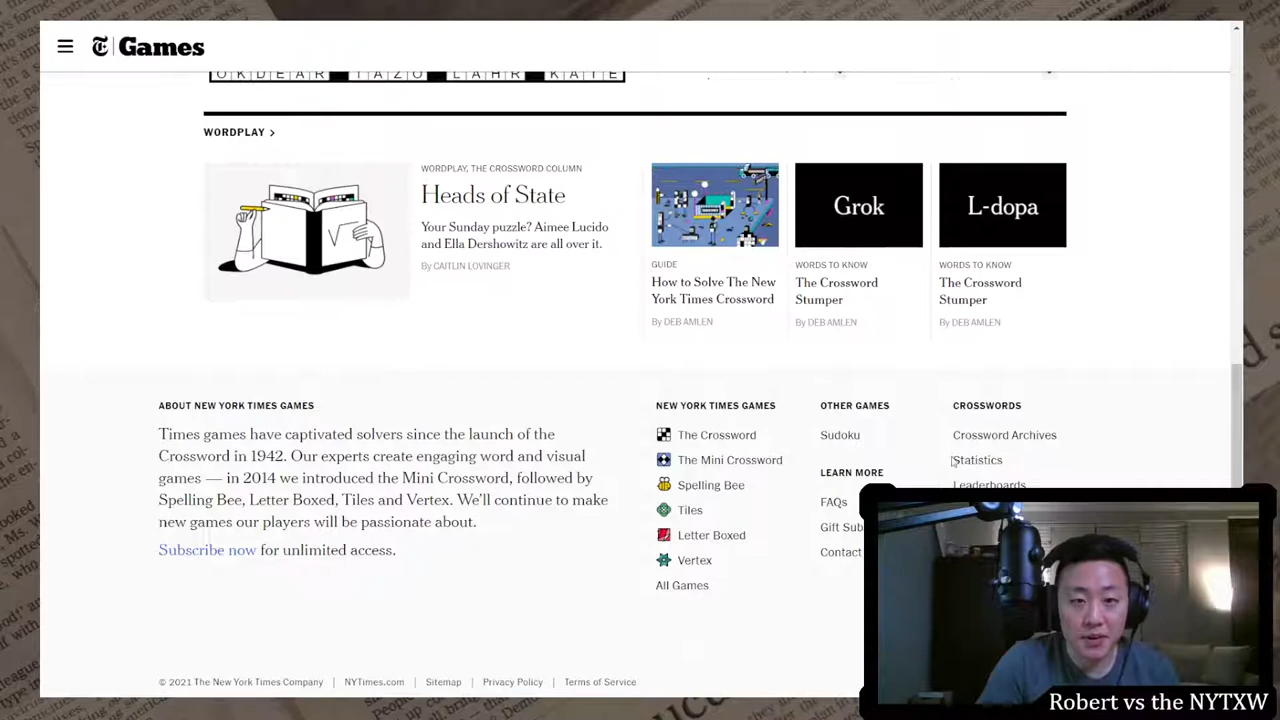 Games
OKDEAR TAZO LAHR KATE
WORDPLAY >
WORDPLAY, THE CROSSWORD COLUMN
Heads of State
Your Sunday puzzle? Aimee Lucido
and Ella Dershowitz are all over it.
By CAITLIN LOVINGER
GUIDE
How to Solve The New
York Times Crossword
By DEB AMLEN
Grok
WORDS TO KNOW
The Crossword
Stumper
By DEB AMLEN
L-dopa
WORDS TO KNOW
The Crossword
Stumper
By DEB AMLEN
ABOUT NEW YORK TIMES GAMES
Times games have captivated solvers since the launch of the
Crossword in 1942. Our experts create engaging word and visual
games — in 2014 we introduced the Mini Crossword, followed by
Spelling Bee, Letter Boxed, Tiles and Vertex. We'll continue to make
new games our players will be passionate about.
Subscribe now for unlimited access.
NEW YORK TIMES GAMES
The Crossword
The Mini Crossword
Spelling Bee
Tiles
Letter Boxed
Vertex
All Games
OTHER GAMES
Sudoku
LEARN MORE
FAQs
Gift Sub
Contact
CROSSWORDS
Crossword Archives
Statistics
Leaderboards
© 2021 The New York Times Company | NYTimes.com | Sitemap | Privacy Policy | Terms of Service
Robert vs the NYTXW